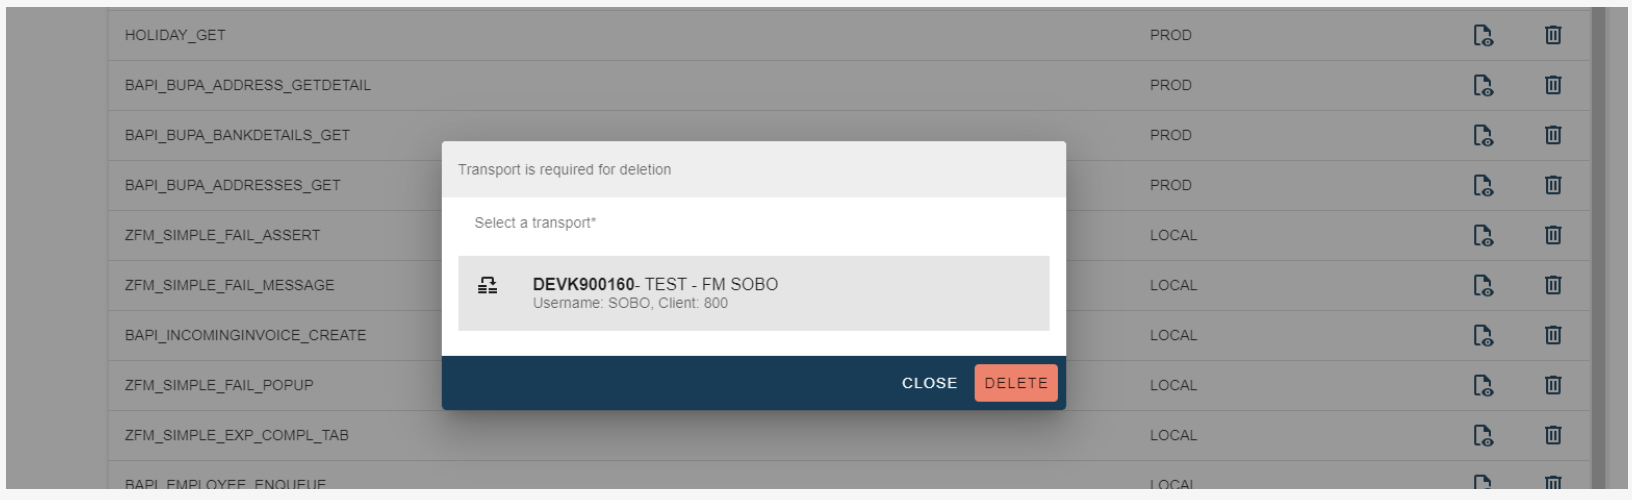 HOLIDAY_GET PROD
BAPI_BUPA_ADDRESS_GETDETAIL PROD
BAPI_BUPA_BANKDETAILS_GET PROD
BAPI_BUPA_ADDRESSES_GET PROD
ZFM_SIMPLE_FAIL_ASSERT LOCAL
ZFM_SIMPLE_FAIL_MESSAGE LOCAL
BAPI_INCOMINGINVOICE_CREATE LOCAL
ZFM_SIMPLE_FAIL_POPUP LOCAL
ZFM_SIMPLE_EXP_COMPL_TAB LOCAL
BAPI_EMPLOYEE_ENQUEUE LOCAL
Transport is required for deletion
Select a transport*
DEVK900160- TEST - FM SOBO
Username: SOBO, Client: 800
CLOSE DELETE